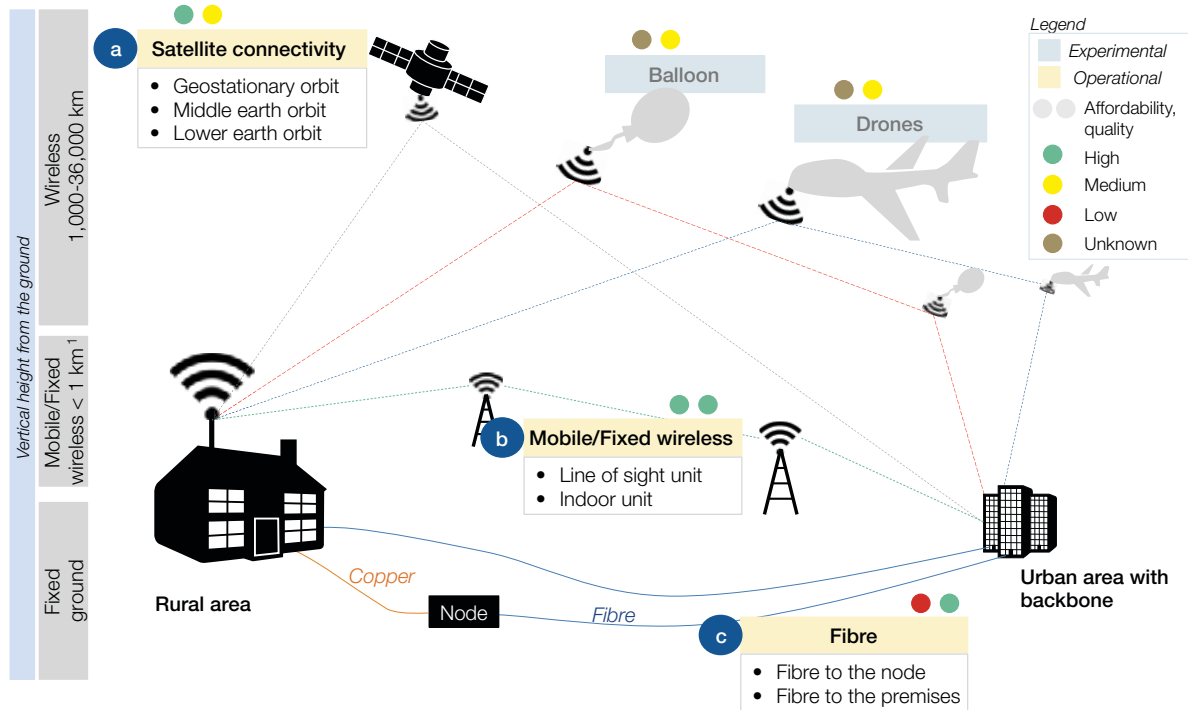 Vertical height from the ground
Wireless
1,000-36,000 km
Mobile/Fixed
wireless < 1 km¹
Fixed
ground
a
Satellite connectivity
• Geostationary orbit
• Middle earth orbit
• Lower earth orbit
Balloon
Drones
Legend
Experimental
Operational
Affordability,
quality
High
Medium
Low
Unknown
b
Mobile/Fixed wireless
• Line of sight unit
• Indoor unit
Rural area
Copper
Node
Fibre
Urban area with
backbone
c
Fibre
• Fibre to the node
• Fibre to the premises